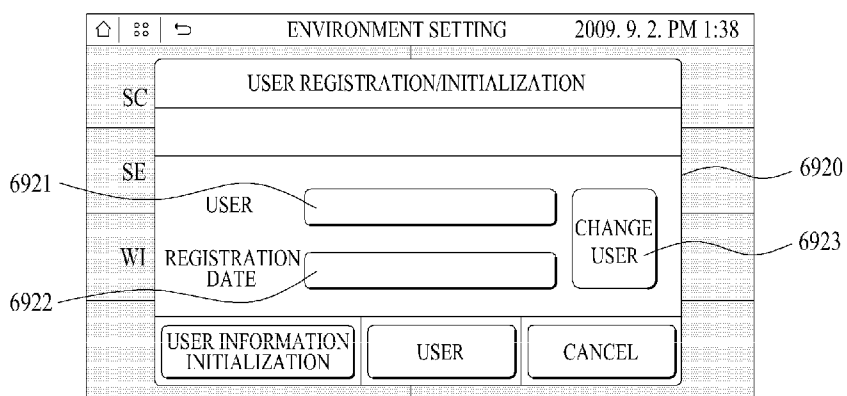 ENVIRONMENT SETTING 2009. 9. 2. PM 1:38
USER REGISTRATION/INITIALIZATION
SC
SE
6920
6921
USER
CHANGE
USER
6923
WI
REGISTRATION
DATE
6922
USER INFORMATION
INITIALIZATION
USER
CANCEL